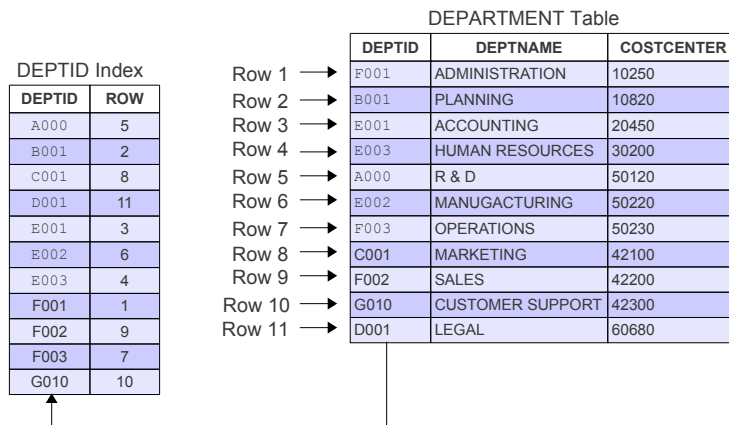 DEPTID Index
DEPTID ROW
A000 5
B001 2
C001 8
D001 11
E001 3
E002 6
E003 4
F001 1
F002 9
F003 7
G010 10
DEPARTMENT Table
DEPTID DEPTNAME COSTCENTER
Row 1 F001 ADMINISTRATION 10250
Row 2 B001 PLANNING 10820
Row 3 E001 ACCOUNTING 20450
Row 4 E003 HUMAN RESOURCES 30200
Row 5 A000 R & D 50120
Row 6 E002 MANUGACTURING 50220
Row 7 F003 OPERATIONS 50230
Row 8 C001 MARKETING 42100
Row 9 F002 SALES 42200
Row 10 G010 CUSTOMER SUPPORT 42300
Row 11 D001 LEGAL 60680